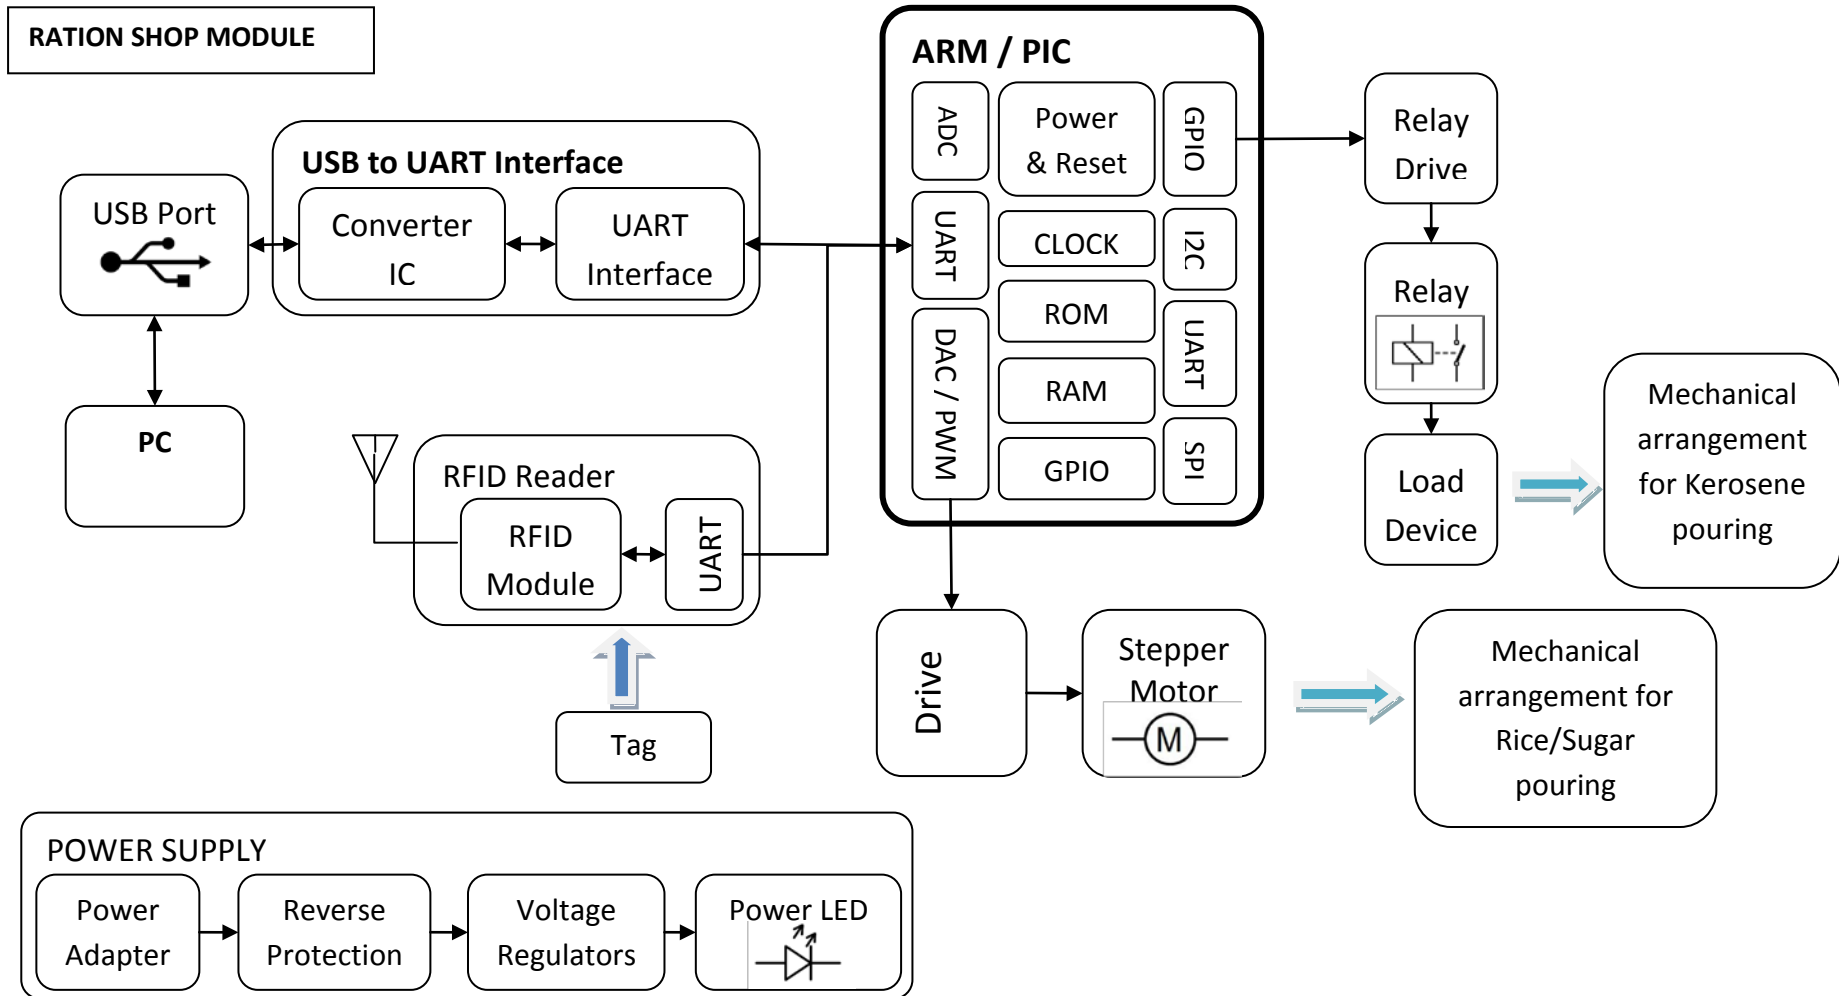 RATION SHOP MODULE
ARM / PIC
ADC
Power
& Reset
GPIO
UART
CLOCK
I2C
ROM
DAC / PWM
RAM
UART
GPIO
SPI
USB to UART Interface
USB Port
Converter
IC
UART
Interface
PC
RFID Reader
RFID
Module
UART
Tag
Relay
Drive
Relay
Load
Device
Mechanical
arrangement
for Kerosene
pouring
Drive
Stepper
Motor
M
Mechanical
arrangement for
Rice/Sugar
pouring
POWER SUPPLY
Power
Adapter
Reverse
Protection
Voltage
Regulators
Power LED